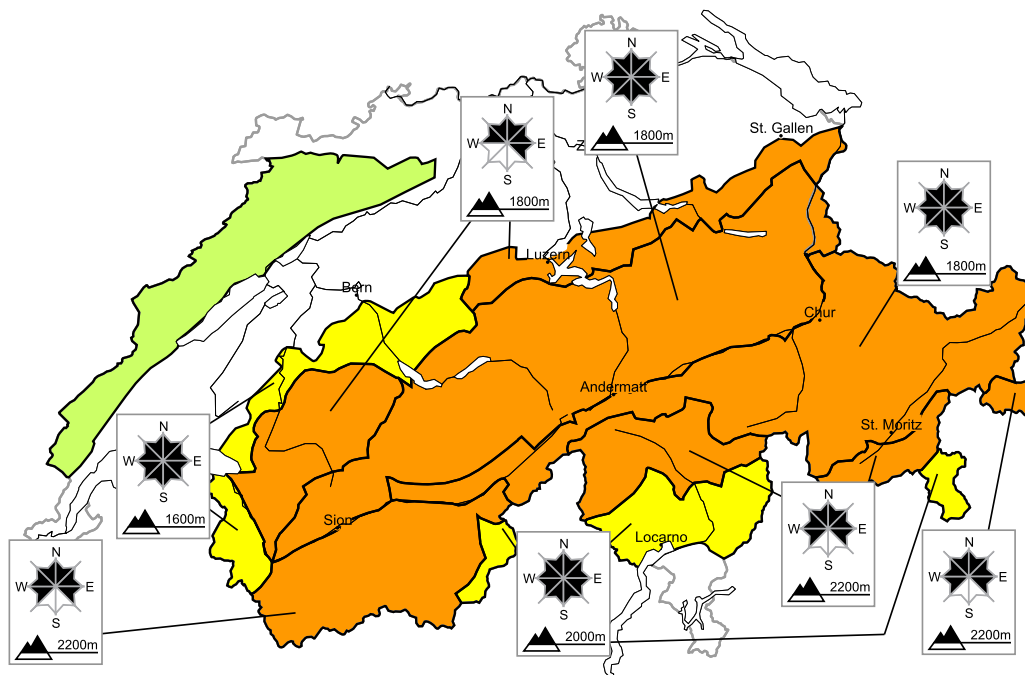 N
W E
S
1800m
N
W E
S
1800m
Z
St. Gallen
N
W E
S
1800m
Luzern
Bern
Chur
Andermatt
St. Moritz
N
W E
S
1600m
Sion
Locarno
N
W E
S
2200m
N
W E
S
2200m
N
W E
S
2000m
N
W E
S
2200m